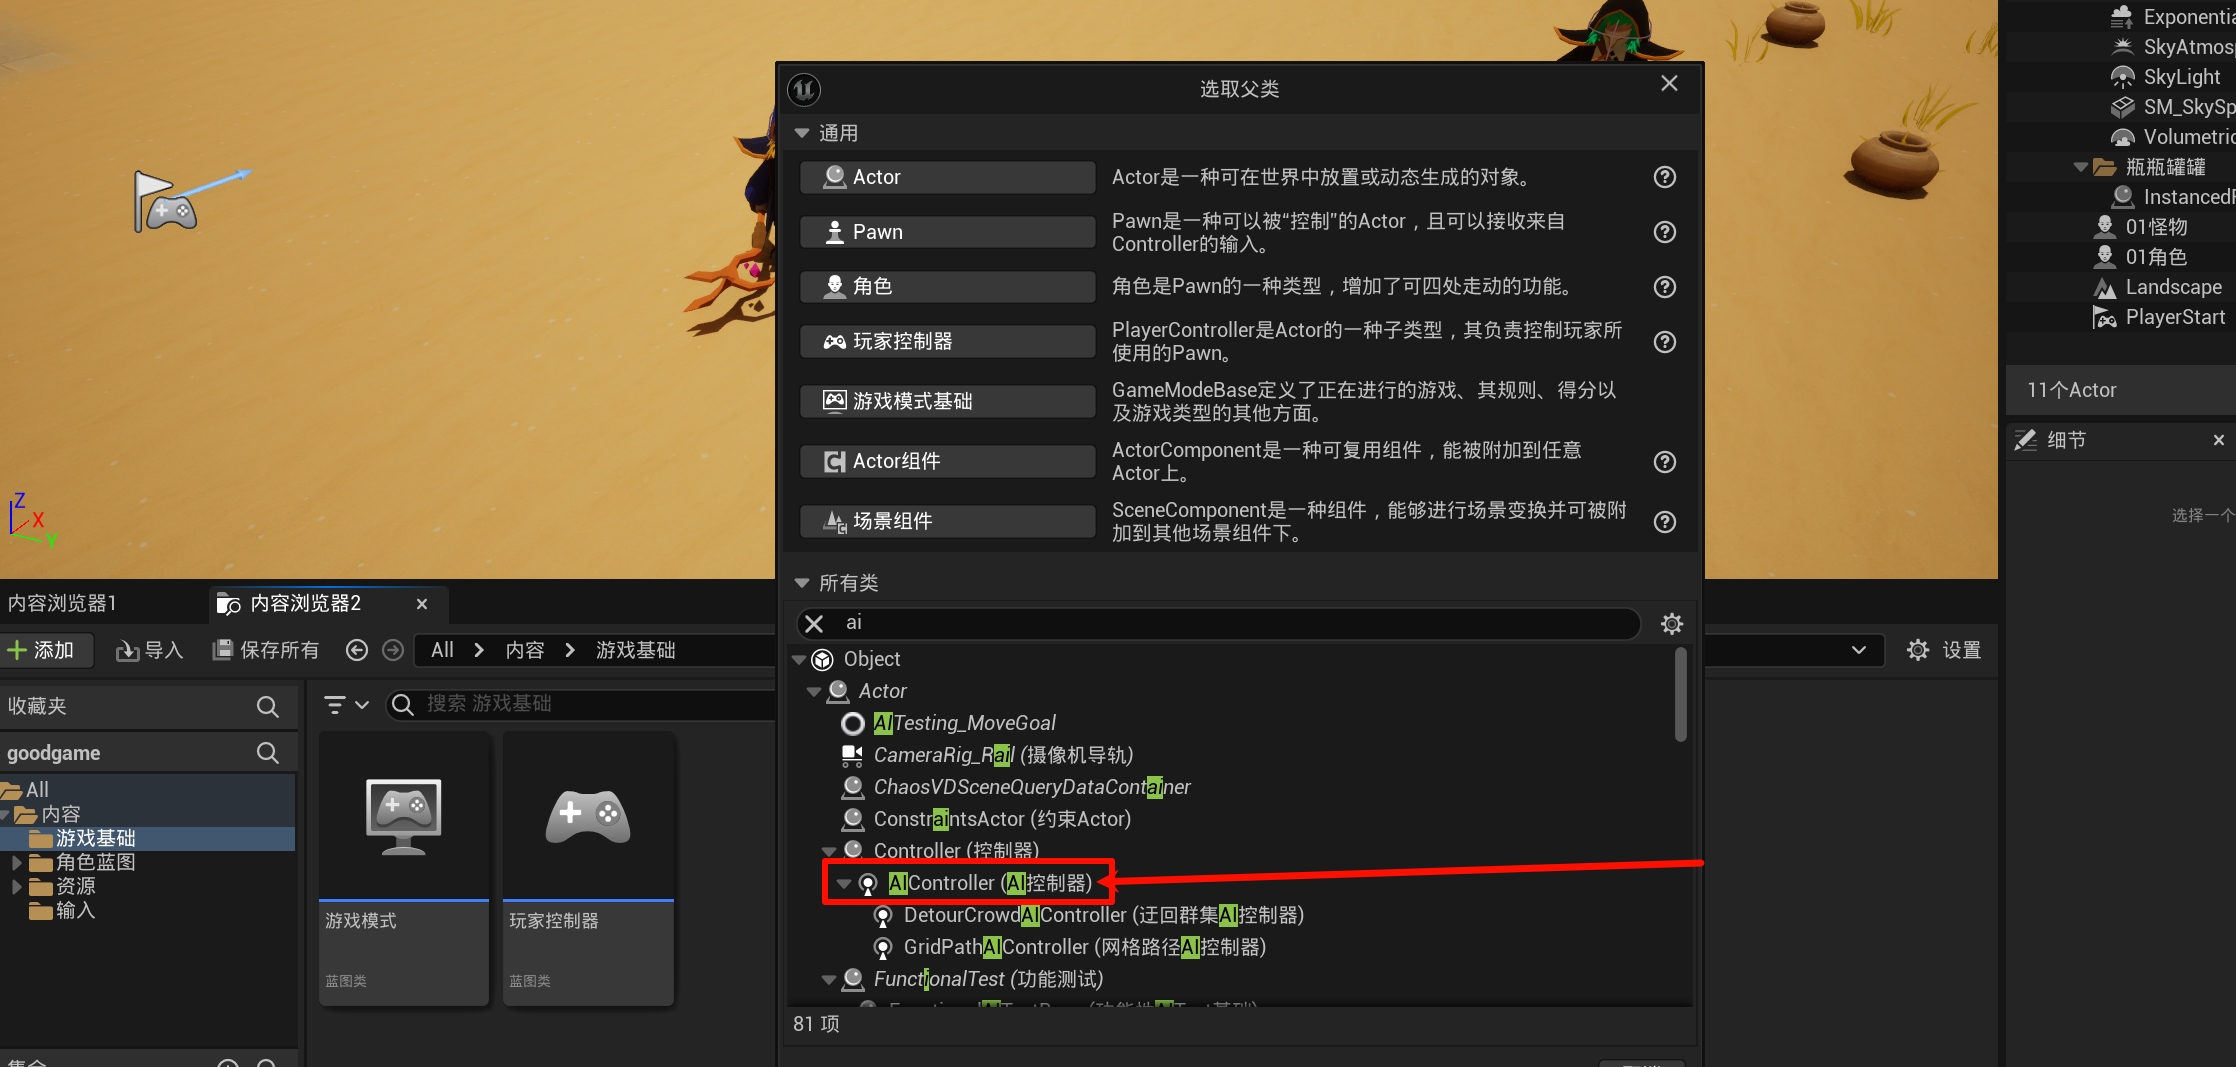 选取父类
通用
Actor
Actor是一种可在世界中放置或动态生成的对象。
Pawn
Pawn是一种可以被“控制”的Actor，且可以接收来自
Controller的输入。
角色
角色是Pawn的一种类型，增加了可四处走动的功能。
玩家控制器
PlayerController是Actor的一种子类型，其负责控制玩家所
使用的Pawn。
游戏模式基础
GameModeBase定义了正在进行的游戏、其规则、得分以
及游戏类型的其他方面。
Actor组件
ActorComponent是一种可复用组件，能被附加到任意
Actor上。
场景组件
SceneComponent是一种组件，能够进行场景变换并可被附
加到其他场景组件下。
所有类
ai
Object
Actor
AITesting_MoveGoal
CameraRig_Rail (摄像机导轨)
ChaosVDSceneQueryDataContainer
ConstraintsActor (约束Actor)
Controller (控制器)
AIController (AI控制器)
DetourCrowdAIController (迂回群集AI控制器)
GridPathAIController (网格路径AI控制器)
FunctionalTest (功能测试)
81 项
Z
X
Y
内容浏览器1
内容浏览器2
添加
导入
保存所有
All
内容
游戏基础
设置
收藏夹
搜索 游戏基础
goodgame
All
内容
游戏基础
角色蓝图
资源
输入
游戏模式
蓝图类
玩家控制器
蓝图类
SkyLight
瓶瓶罐罐
01怪物
01角色
Landscape
PlayerStart
11个Actor
细节
选择一个